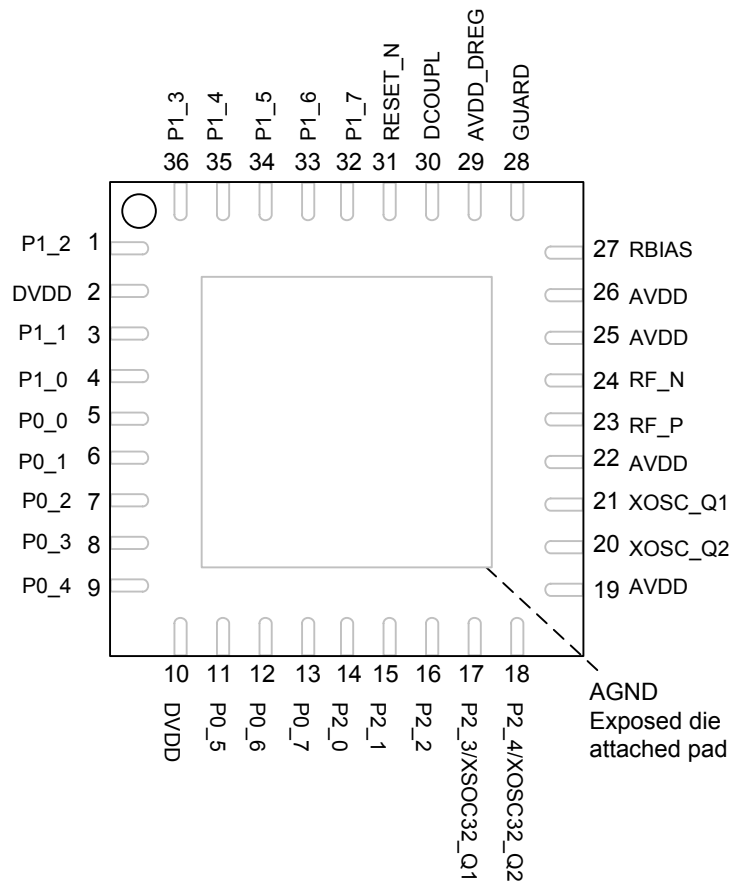 P1_3
P1_4
P1_5
P1_6
P1_7
RESET_N
DCOUPL
AVDD_DREG
GUARD
36 35 34 33 32 31 30 29 28
P1_2 1
DVDD 2
P1_1 3
P1_0 4
P0_0 5
P0_1 6
P0_2 7
P0_3 8
P0_4 9
27 RBIAS
26 AVDD
25 AVDD
24 RF_N
23 RF_P
22 AVDD
21 XOSC_Q1
20 XOSC_Q2
19 AVDD
10 11 12 13 14 15 16 17 18
DVDD
P0_5
P0_6
P0_7
P2_0
P2_1
P2_2
P2_3/XSOC32_Q1
P2_4/XOSC32_Q2
AGND
Exposed die
attached pad